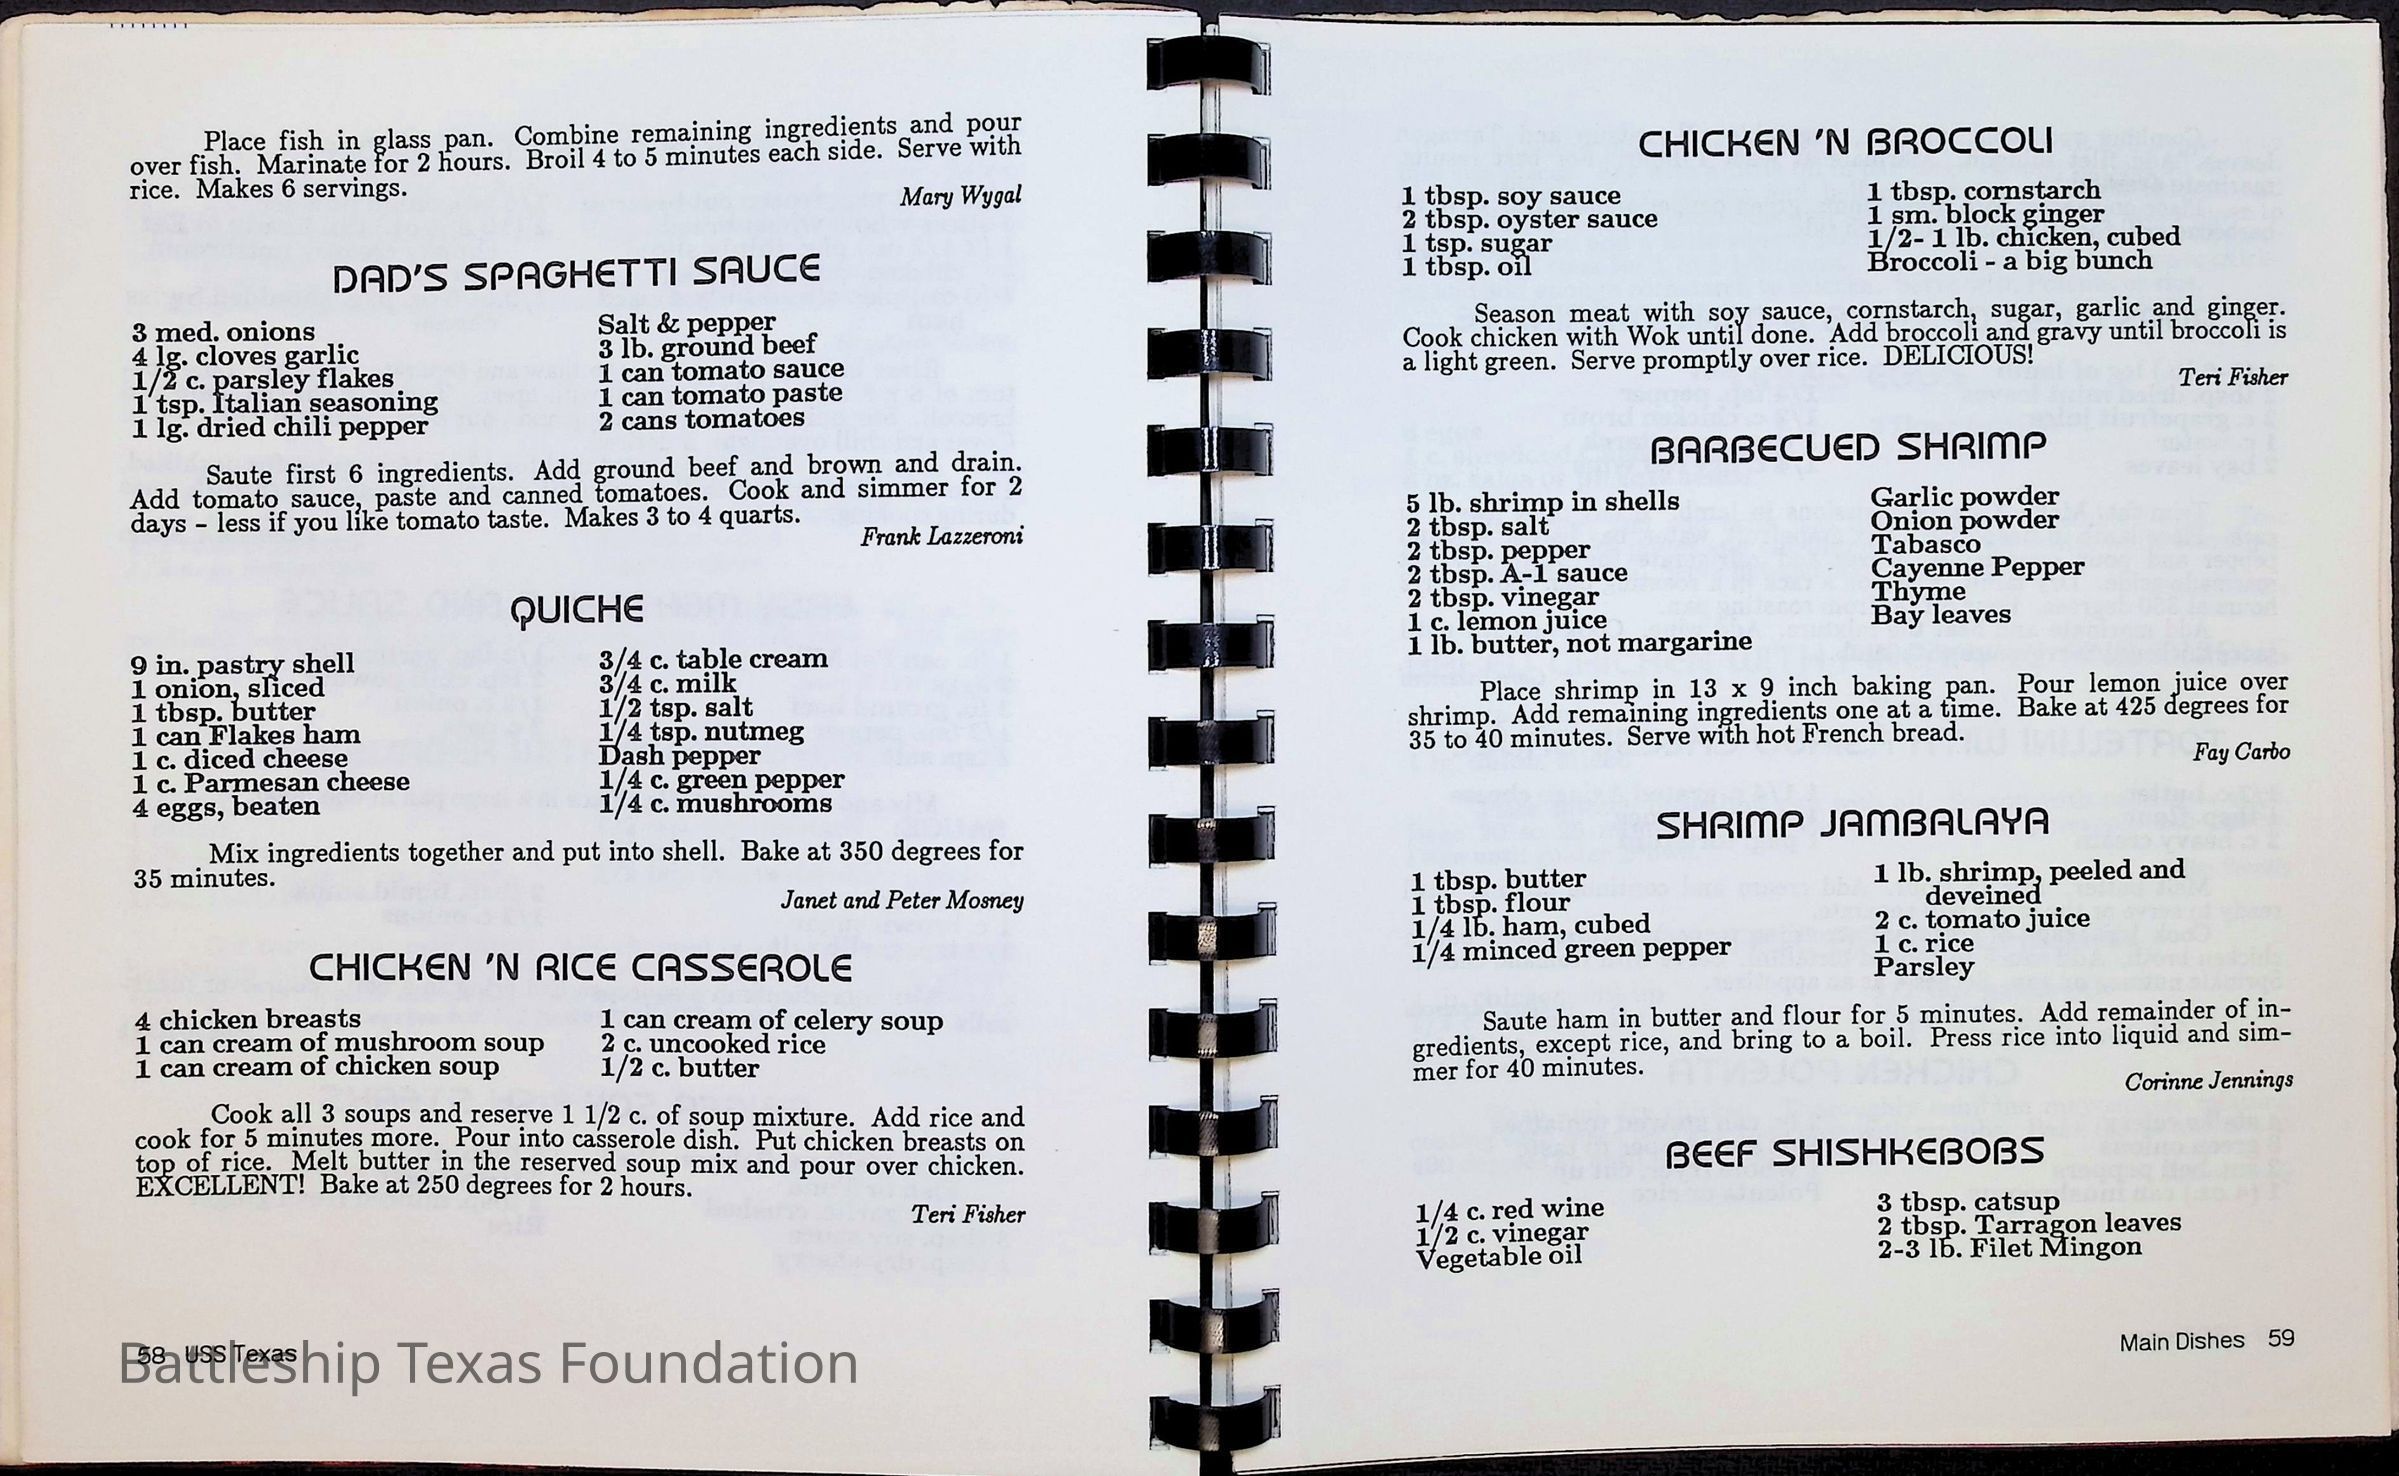 Place fish in glass pan. Combine remaining ingredients and pour
over fish. Marinate for 2 hours. Broil 4 to 5 minutes each side. Serve with
rice. Makes 6 servings.
Mary Wygal
DAD'S SPAGHETTI SAUCE
3 med. onions
4 lg. cloves garlic
1/2 c. parsley flakes
1 tsp. Italian seasoning
1 lg. dried chili pepper
Salt & pepper
3 lb. ground beef
1 can tomato sauce
1 can tomato paste
2 cans tomatoes
Saute first 6 ingredients. Add ground beef and brown and drain.
Add tomato sauce, paste and canned tomatoes. Cook and simmer for 2
days - less if you like tomato taste. Makes 3 to 4 quarts.
Frank Lazzeroni
QUICHE
9 in. pastry shell
1 onion, sliced
1 tbsp. butter
1 can Flakes ham
1 c. diced cheese
1 c. Parmesan cheese
4 eggs, beaten
3/4 c. table cream
3/4 c. milk
1/2 tsp. salt
1/4 tsp. nutmeg
Dash pepper
1/4 c. green pepper
1/4 c. mushrooms
Mix ingredients together and put into shell. Bake at 350 degrees for
35 minutes.
Janet and Peter Mosney
CHICKEN 'N RICE CASSEROLE
4 chicken breasts
1 can cream of mushroom soup
1 can cream of chicken soup
1 can cream of celery soup
2 c. uncooked rice
1/2 c. butter
Cook all 3 soups and reserve 1 1/2 c. of soup mixture. Add rice and
cook for 5 minutes more. Pour into casserole dish. Put chicken breasts on
top of rice. Melt butter in the reserved soup mix and pour over chicken.
EXCELLENT! Bake at 250 degrees for 2 hours.
Teri Fisher
58 USS Texas
Battleship Texas Foundation
CHICKEN 'N BROCCOLI
1 tbsp. soy sauce
2 tbsp. oyster sauce
1 tsp. sugar
1 tbsp. oil
1 tbsp. cornstarch
1 sm. block ginger
1/2- 1 lb. chicken, cubed
Broccoli - a big bunch
Season meat with soy sauce, cornstarch, sugar, garlic and ginger.
Cook chicken with Wok until done. Add broccoli and gravy until broccoli is
a light green. Serve promptly over rice. DELICIOUS!
Teri Fisher
BARBECUED SHRIMP
5 lb. shrimp in shells
2 tbsp. salt
2 tbsp. pepper
2 tbsp. A-1 sauce
2 tbsp. vinegar
1 c. lemon juice
1 lb. butter, not margarine
Garlic powder
Onion powder
Tabasco
Cayenne Pepper
Thyme
Bay leaves
Place shrimp in 13 x 9 inch baking pan. Pour lemon juice over
shrimp. Add remaining ingredients one at a time. Bake at 425 degrees for
35 to 40 minutes. Serve with hot French bread.
Fay Carbo
SHRIMP JAMBALAYA
1 tbsp. butter
1 tbsp. flour
1/4 lb. ham, cubed
1/4 minced green pepper
1 lb. shrimp, peeled and
deveined
2 c. tomato juice
1 c. rice
Parsley
Saute ham in butter and flour for 5 minutes. Add remainder of in-
gredients, except rice, and bring to a boil. Press rice into liquid and sim-
mer for 40 minutes.
Corinne Jennings
BEEF SHISHKEBOBS
1/4 c. red wine
1/2 c. vinegar
Vegetable oil
3 tbsp. catsup
2 tbsp. Tarragon leaves
2-3 lb. Filet Mingon
Main Dishes 59